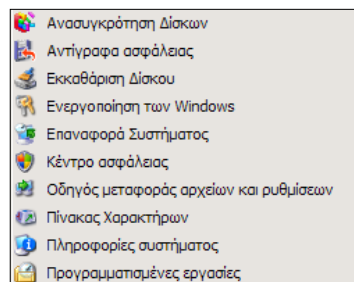 Ανασυγκρότηση Δίσκων
Αντίγραφα ασφάλειας
Εκκαθάριση Δίσκου
Ενεργοποίηση των Windows
Επαναφορά Συστήματος
Κέντρο ασφάλειας
Οδηγός μεταφοράς αρχείων και ρυθμίσεων
Πίνακας Χαρακτήρων
Πληροφορίες συστήματος
Προγραμματισμένες εργασίες